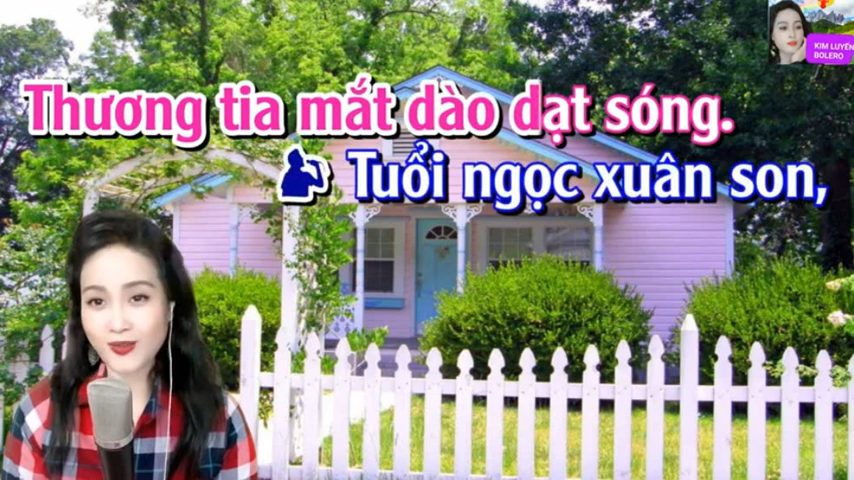 KIM LUYẾN
BOLERO
Thương tia mắt dào dạt sóng.
Tuổi ngọc xuân son,